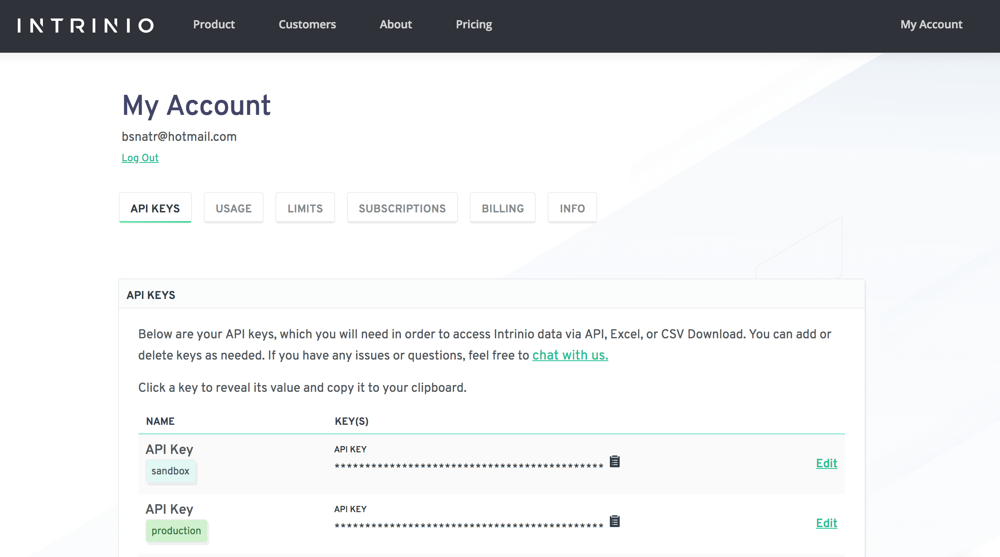 INTRINIO Product Customers About Pricing My Account
My Account
bsnatr@hotmail.com
Log Out
API KEYS USAGE LIMITS SUBSCRIPTIONS BILLING INFO
API KEYS
Below are your API keys, which you will need in order to access Intrinio data via API, Excel, or CSV Download. You can add or
delete keys as needed. If you have any issues or questions, feel free to chat with us.
Click a key to reveal its value and copy it to your clipboard.
NAME KEY(S)
API Key API KEY
sandbox ******************************************** Edit
API Key API KEY
production ******************************************** Edit